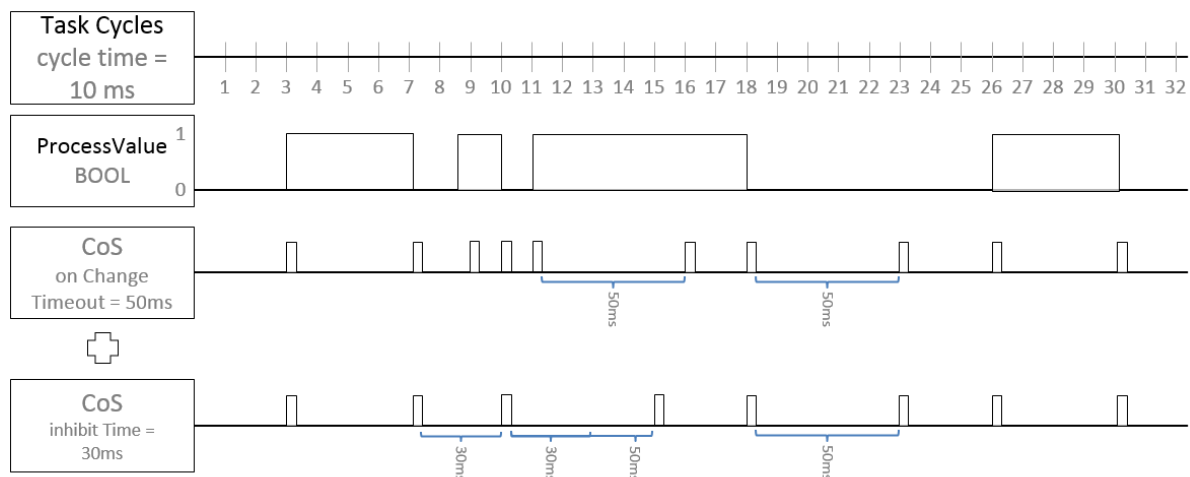 Task Cycles
cycle time =
10 ms
1 2 3 4 5 6 7 8 9 10 11 12 13 14 15 16 17 18 19 20 21 22 23 24 25 26 27 28 29 30 31 32
ProcessValue
BOOL
1
0
CoS
on Change
Timeout = 50ms
50ms
50ms
CoS
inhibit Time =
30ms
30ms
30ms
50ms
50ms